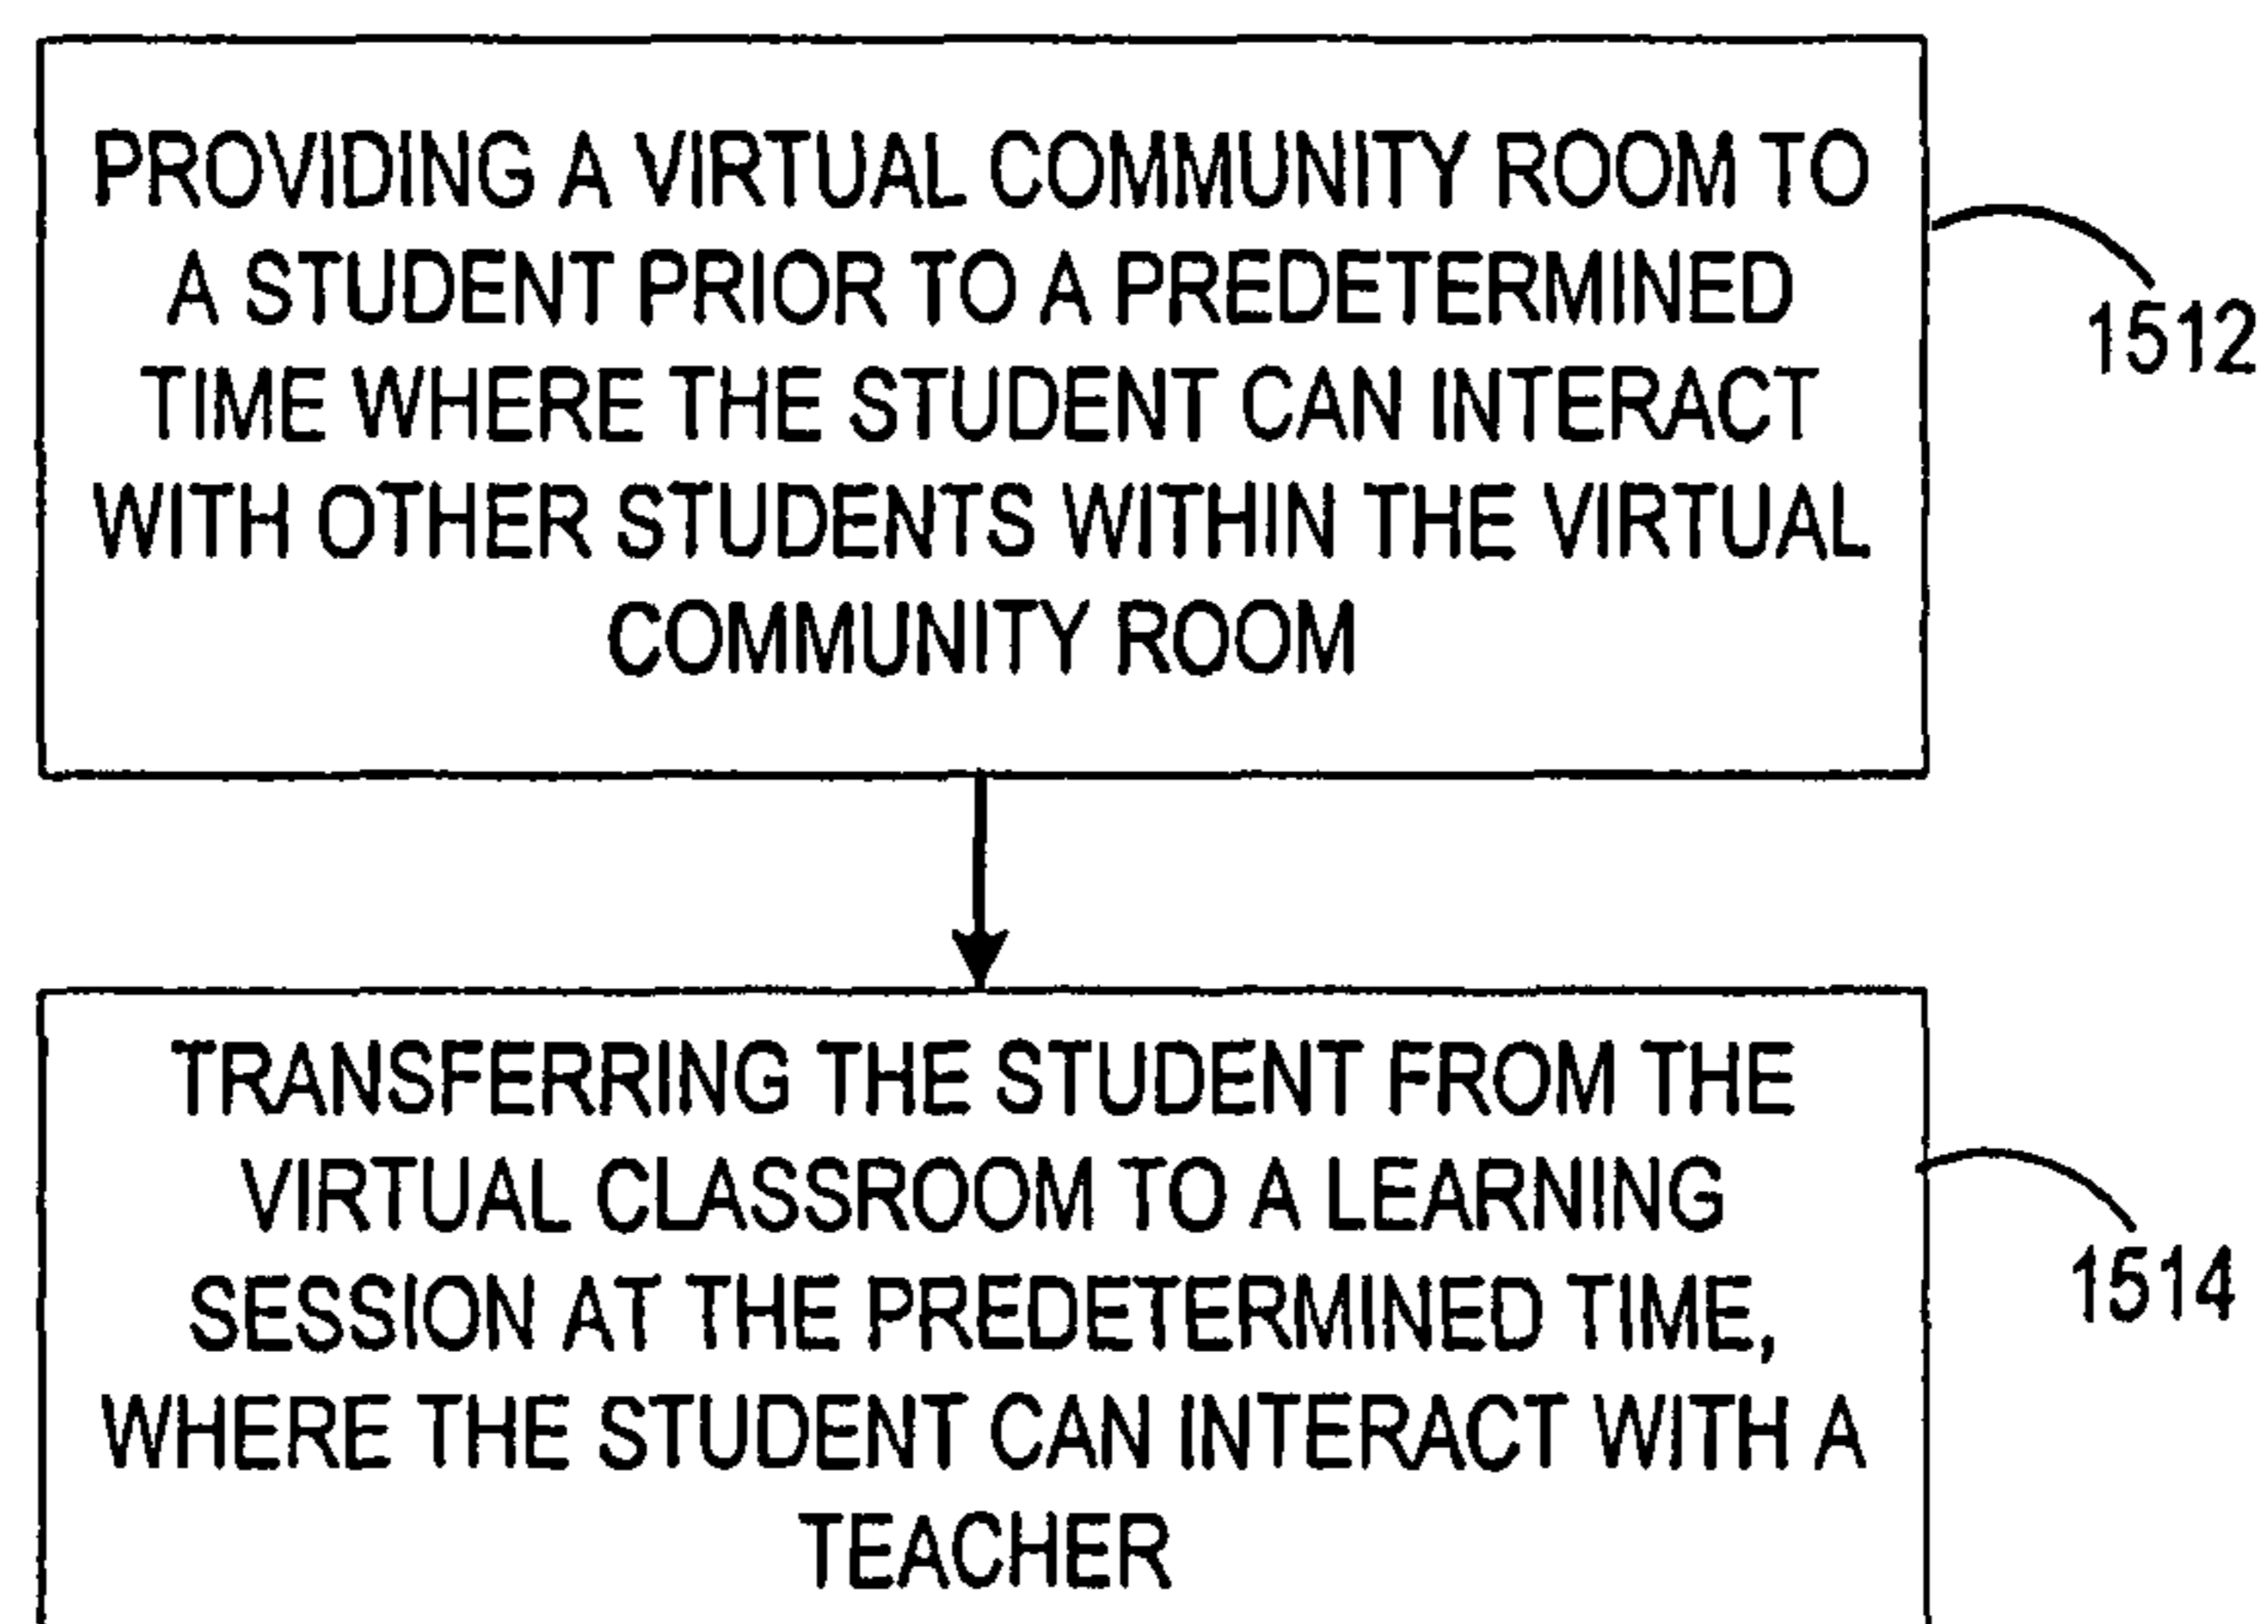 PROVIDING A VIRTUAL COMMUNITY ROOM TO
A STUDENT PRIOR TO A PREDETERMINED
TIME WHERE THE STUDENT CAN INTERACT
WITH OTHER STUDENTS WITHIN THE VIRTUAL
COMMUNITY ROOM
1512
TRANSFERRING THE STUDENT FROM THE
VIRTUAL CLASSROOM TO A LEARNING
SESSION AT THE PREDETERMINED TIME,
WHERE THE STUDENT CAN INTERACT WITH A
TEACHER
1514